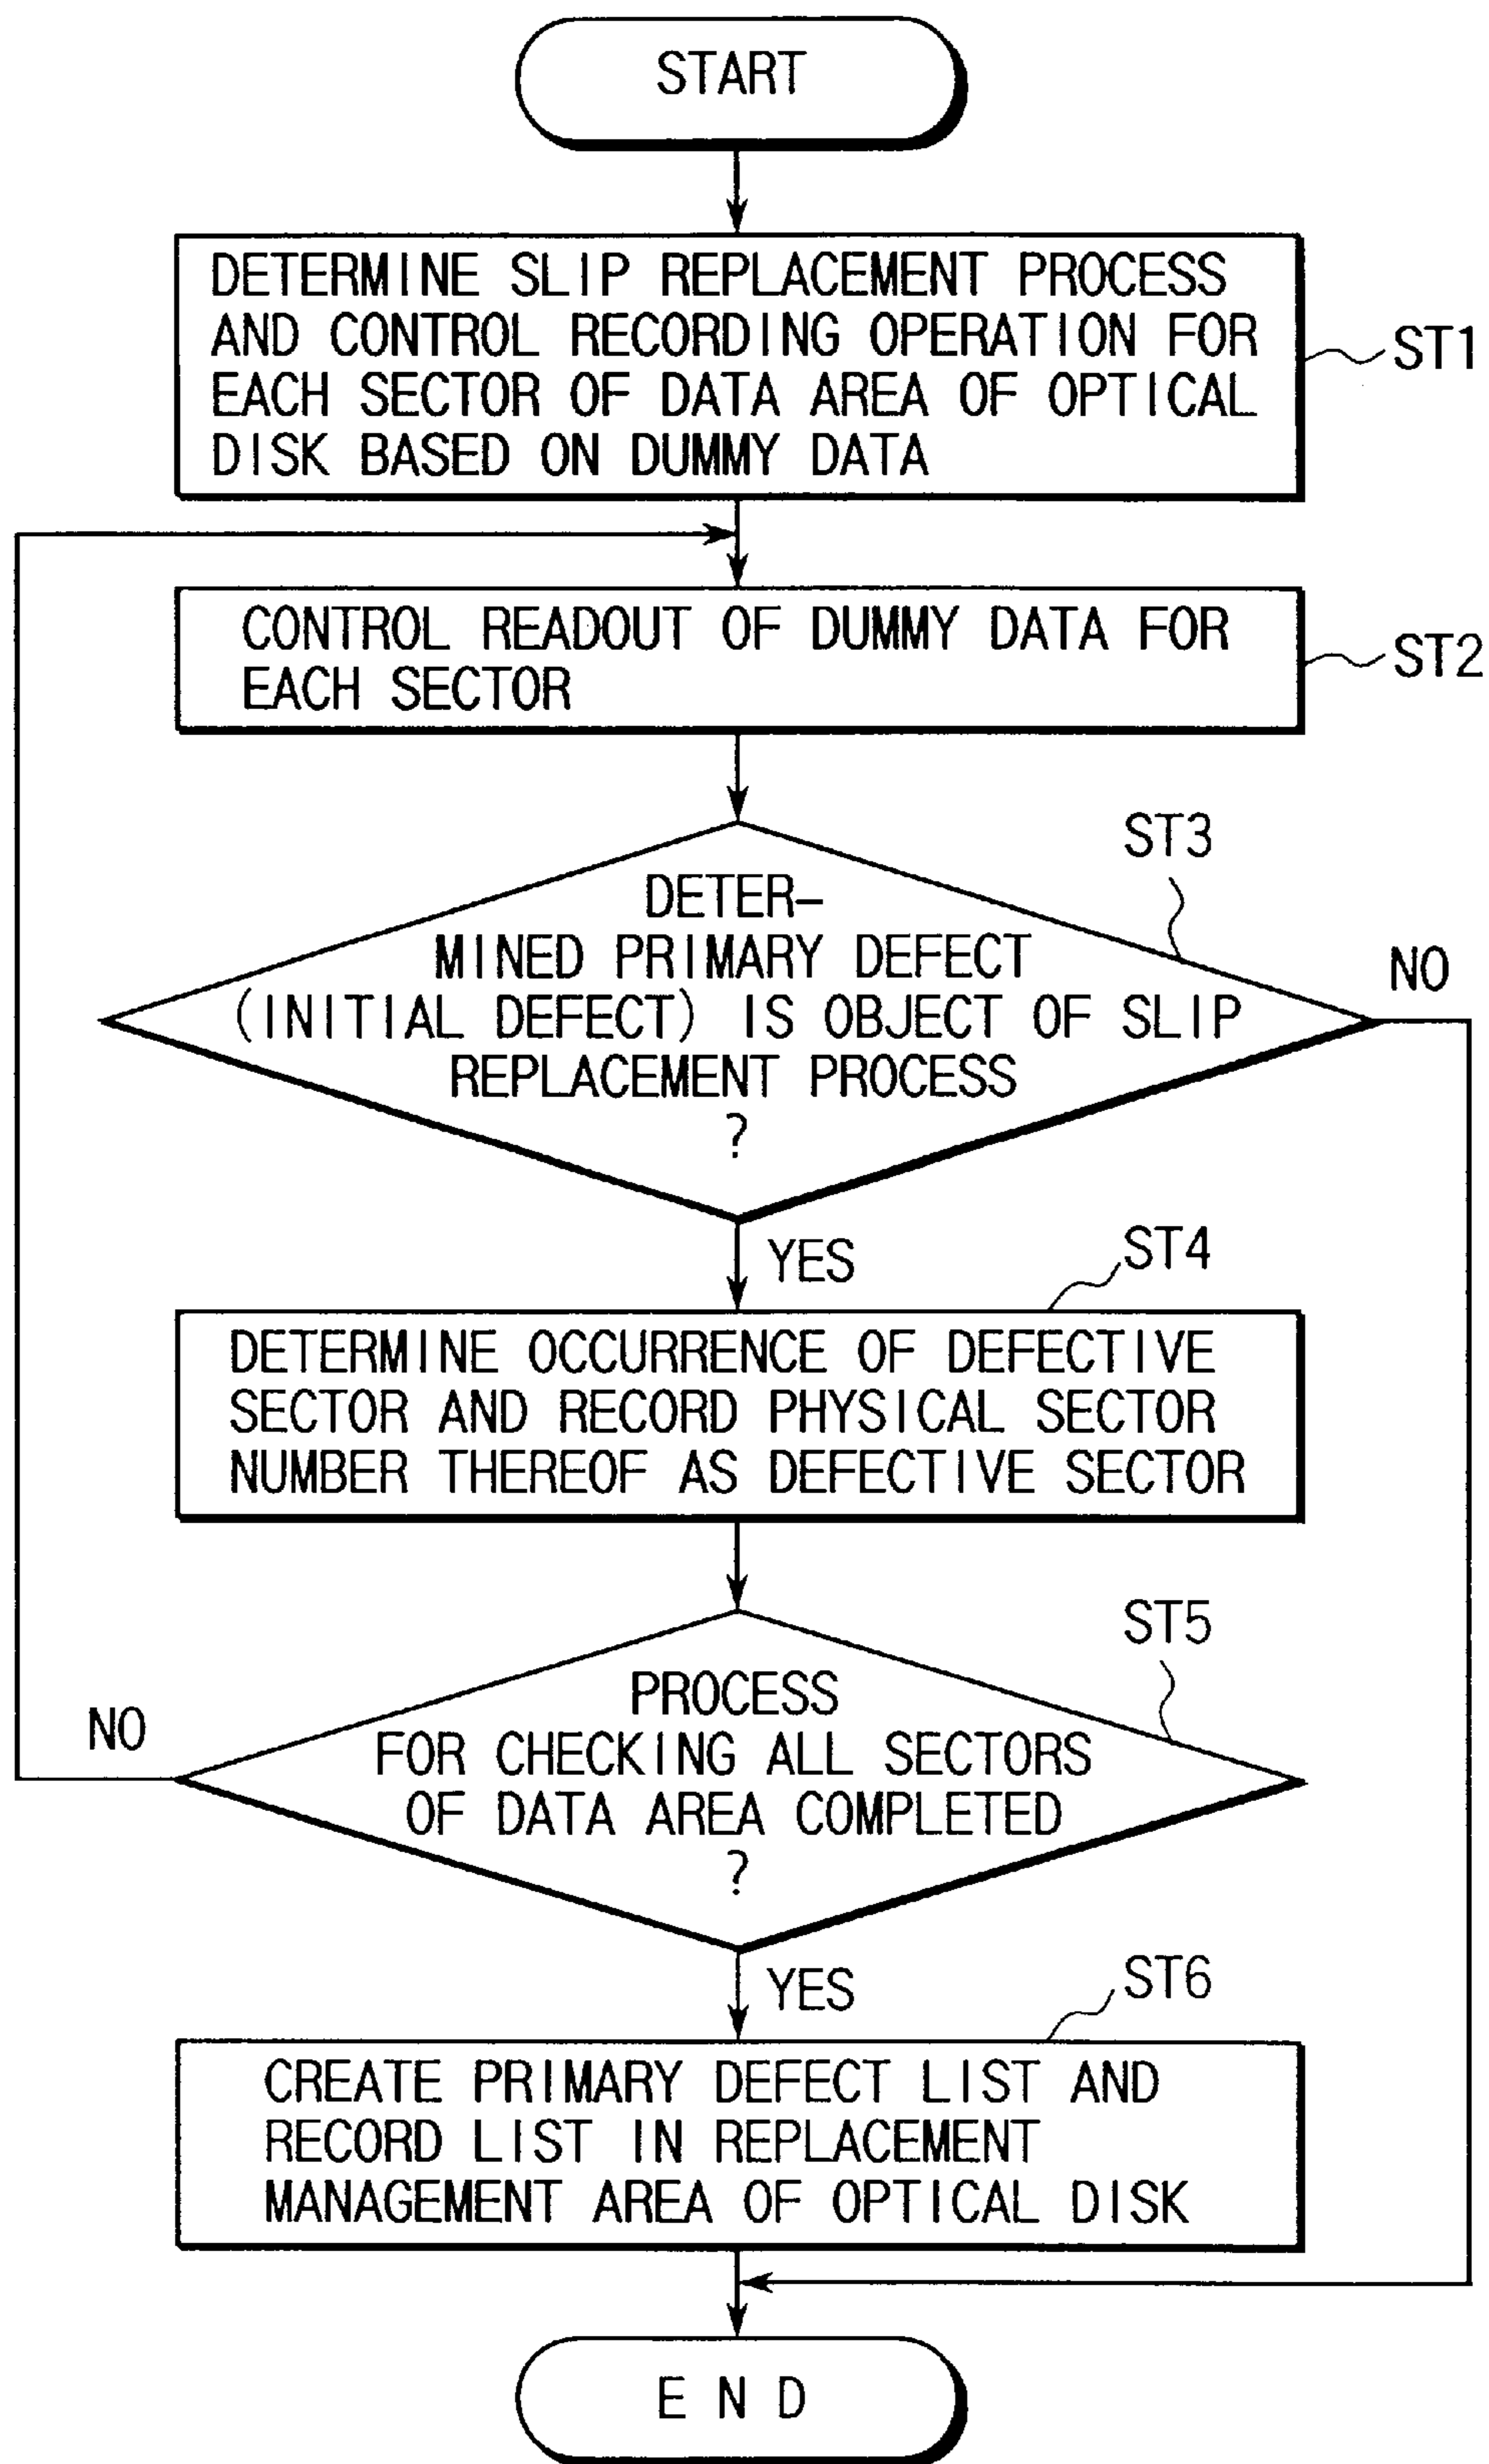 START
DETERMINE SLIP REPLACEMENT PROCESS
AND CONTROL RECORDING OPERATION FOR
EACH SECTOR OF DATA AREA OF OPTICAL
DISK BASED ON DUMMY DATA
ST1
CONTROL READOUT OF DUMMY DATA FOR
EACH SECTOR
ST2
ST3
DETER-
MINED PRIMARY DEFECT
(INITIAL DEFECT) IS OBJECT OF SLIP
REPLACEMENT PROCESS
?
NO
YES
ST4
DETERMINE OCCURRENCE OF DEFECTIVE
SECTOR AND RECORD PHYSICAL SECTOR
NUMBER THEREOF AS DEFECTIVE SECTOR
ST5
PROCESS
FOR CHECKING ALL SECTORS
OF DATA AREA COMPLETED
?
NO
YES
ST6
CREATE PRIMARY DEFECT LIST AND
RECORD LIST IN REPLACEMENT
MANAGEMENT AREA OF OPTICAL DISK
END